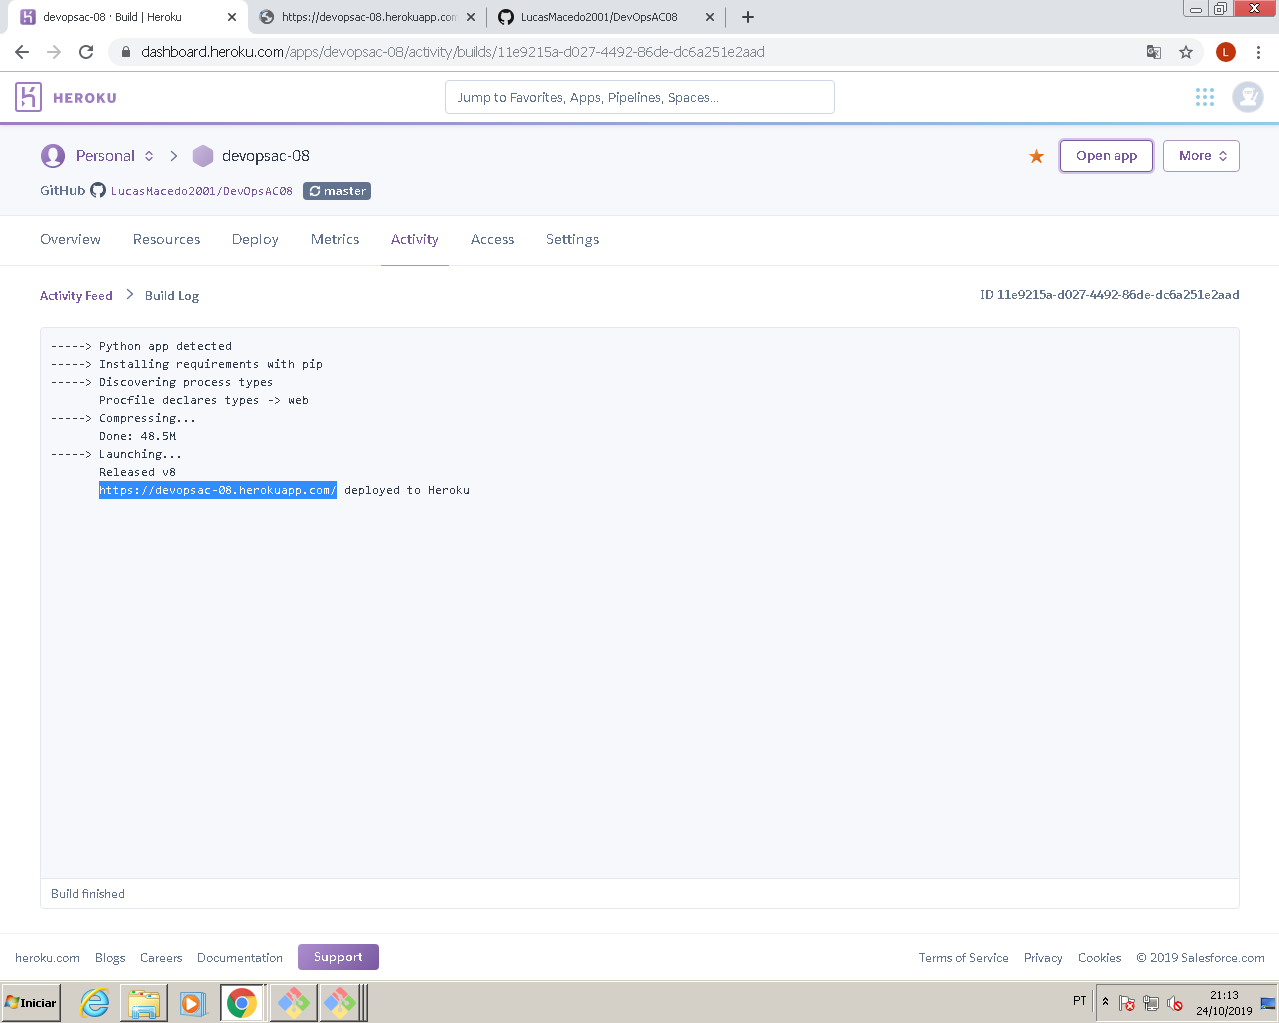 devopsac-08 · Build | Heroku
https://devopsac-08.herokuapp.com
LucasMacedo2001/DevOpsAC08
dashboard.heroku.com/apps/devopsac-08/activity/builds/11e9215a-d027-4492-86de-dc6a251e2aad
L
HEROKU
Jump to Favorites, Apps, Pipelines, Spaces...
Personal
devopsac-08
Open app
More
GitHub LucasMacedo2001/DevOpsAC08 master
Overview Resources Deploy Metrics Activity Access Settings
Activity Feed > Build Log
ID 11e9215a-d027-4492-86de-dc6a251e2aad
-----> Python app detected
-----> Installing requirements with pip
-----> Discovering process types
Procfile declares types -> web
-----> Compressing...
Done: 48.5M
-----> Launching...
Released v8
https://devopsac-08.herokuapp.com/ deployed to Heroku
Build finished
heroku.com Blogs Careers Documentation Support
Terms of Service Privacy Cookies © 2019 Salesforce.com
Iniciar
PT
21:13
24/10/2019